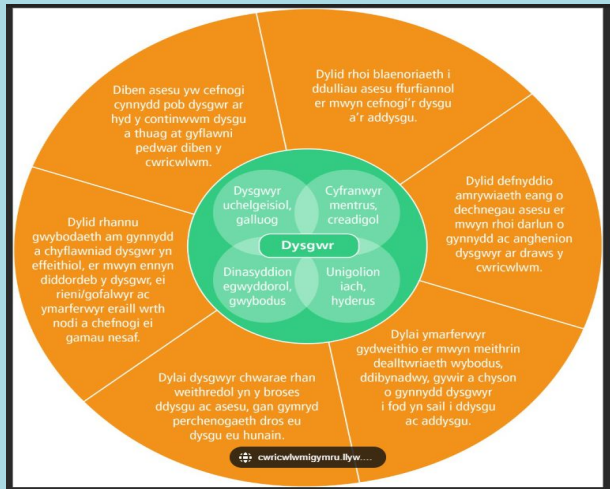 Diben asesu yw cefnogi
cynnydd pob dysgwr ar
hyd y continwwm dysgu
a thuag at gyflawni
pedwar diben y
cwricwlwm.
Dylid rhoi blaenoriaeth i
ddulliau asesu ffurfiannol
er mwyn cefnogi'r dysgu
a'r addysgu.
Dylid defnyddio
amrywiaeth eang o
dechnegau asesu er
mwyn rhoi darlun o
gynnydd ac anghenion
dysgwyr ar draws y
cwricwlwm.
Dylai ymarferwyr
gydweithio er mwyn meithrin
dealltwriaeth wybodus,
ddibynadwy, gywir a chyson
o gynnydd dysgwyr
i fod yn sail i ddysgu
ac addysgu.
Dylai dysgwyr chwarae rhan
weithredol yn y broses
ddysgu ac asesu, gan gymryd
perchenogaeth dros eu
dysgu eu hunain.
Dylid rhannu
gwybodaeth am gynnydd
a chyflawniad dysgwr yn
effeithiol, er mwyn ennyn
diddordeb y dysgwr, ei
rieni/gofalwyr ac
ymarferwyr eraill wrth
nodi a chefnogi ei
gamau nesaf.
Dysgwyr
uchelgeisiol,
galluog
Cyfranwyr
mentrus,
creadigol
Dysgwr
Dinasyddion
egwyddorol,
gwybodus
Unigolion
iach,
hyderus
cwricwlwmigymru.llyw....